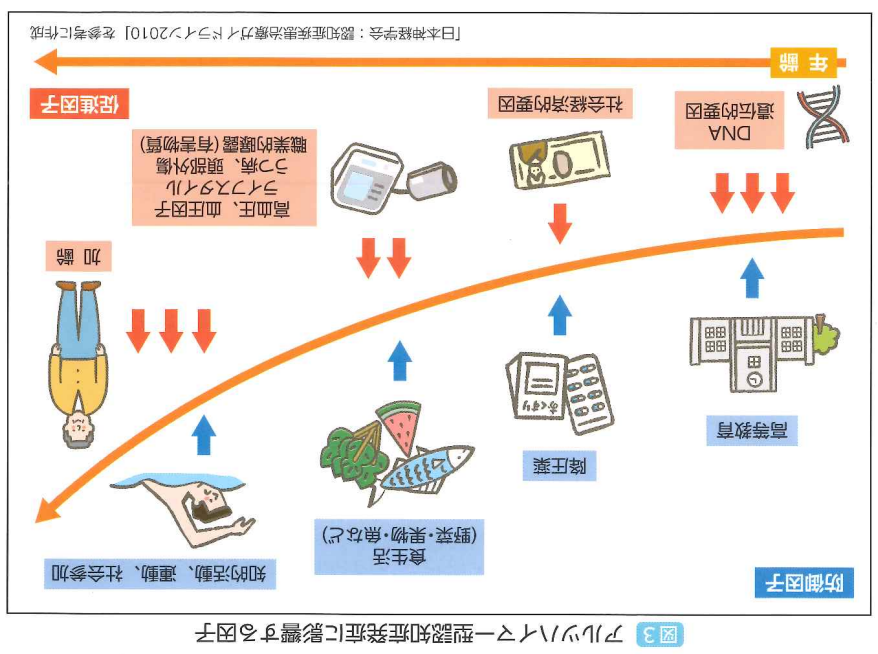 図3 アルツハイマー型認知症発症に影響する因子
防御因子
知的活動、運動、社会参加
食生活
(野菜・果物・魚など)
降圧薬
高等教育
おくすり
加齢
高血圧、血圧因子
ライフスタイル
うつ病、頭部外傷
職業的曝露(有害物質)
DNA
遺伝的要因
社会経済的要因
促進因子
年齢
「日本神経学会：認知症疾患治療ガイドライン2010」を参考に作成